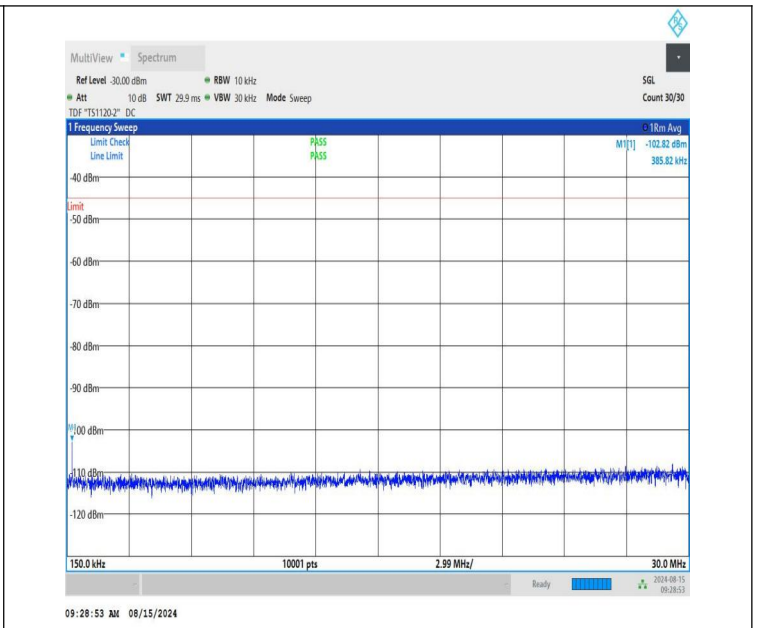 MultiView Spectrum
Ref Level -30.00 dBm RBW 10 kHz SGL
Att 10 dB SWT 29.9 ms VBW 30 kHz Mode Sweep Count 30/30
TDF "TS1120-2" DC
1 Frequency Sweep 1Rm Avg
Limit Check PASS M1[1] -102.82 dBm
Line Limit PASS 385.82 kHz
-40 dBm
Limit
-50 dBm
-60 dBm
-70 dBm
-80 dBm
-90 dBm
M1
-100 dBm
-110 dBm
-120 dBm
150.0 kHz 10001 pts 2.99 MHz/ 30.0 MHz
Ready 2024-08-15
09:28:53
09:28:53 AM 08/15/2024